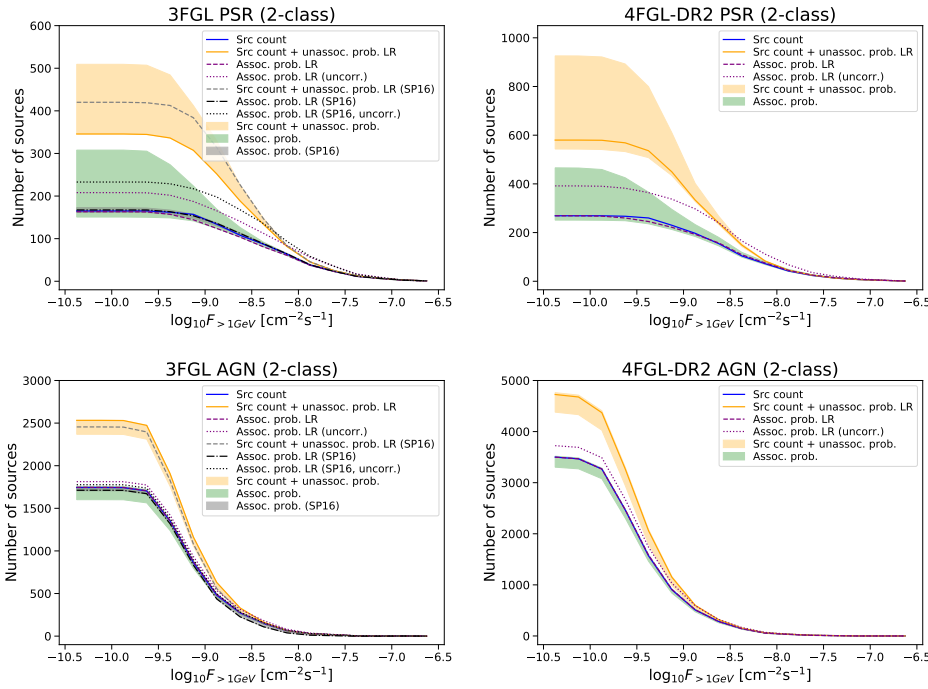 3FGL PSR (2-class)
600
500
400
300
200
100
0
Number of sources
Src count
Src count + unassoc. prob. LR
Assoc. prob. LR
Assoc. prob. LR (uncorr.)
Src count + unassoc. prob. LR (SP16)
Assoc. prob. LR (SP16)
Assoc. prob. LR (SP16, uncorr.)
Src count + unassoc. prob.
Assoc. prob.
Assoc. prob. (SP16)
−10.5 −10.0 −9.5 −9.0 −8.5 −8.0 −7.5 −7.0 −6.5
log₁₀F>1GeV [cm⁻²s⁻¹]
4FGL-DR2 PSR (2-class)
1000
800
600
400
200
0
Number of sources
Src count
Src count + unassoc. prob. LR
Assoc. prob. LR
Assoc. prob. LR (uncorr.)
Src count + unassoc. prob.
Assoc. prob.
−10.5 −10.0 −9.5 −9.0 −8.5 −8.0 −7.5 −7.0 −6.5
log₁₀F>1GeV [cm⁻²s⁻¹]
3FGL AGN (2-class)
3000
2500
2000
1500
1000
500
0
Number of sources
Src count
Src count + unassoc. prob. LR
Assoc. prob. LR
Assoc. prob. LR (uncorr.)
Src count + unassoc. prob. LR (SP16)
Assoc. prob. LR (SP16)
Assoc. prob. LR (SP16, uncorr.)
Src count + unassoc. prob.
Assoc. prob.
Assoc. prob. (SP16)
−10.5 −10.0 −9.5 −9.0 −8.5 −8.0 −7.5 −7.0 −6.5
log₁₀F>1GeV [cm⁻²s⁻¹]
4FGL-DR2 AGN (2-class)
5000
4000
3000
2000
1000
0
Number of sources
Src count
Src count + unassoc. prob. LR
Assoc. prob. LR
Assoc. prob. LR (uncorr.)
Src count + unassoc. prob.
Assoc. prob.
−10.5 −10.0 −9.5 −9.0 −8.5 −8.0 −7.5 −7.0 −6.5
log₁₀F>1GeV [cm⁻²s⁻¹]